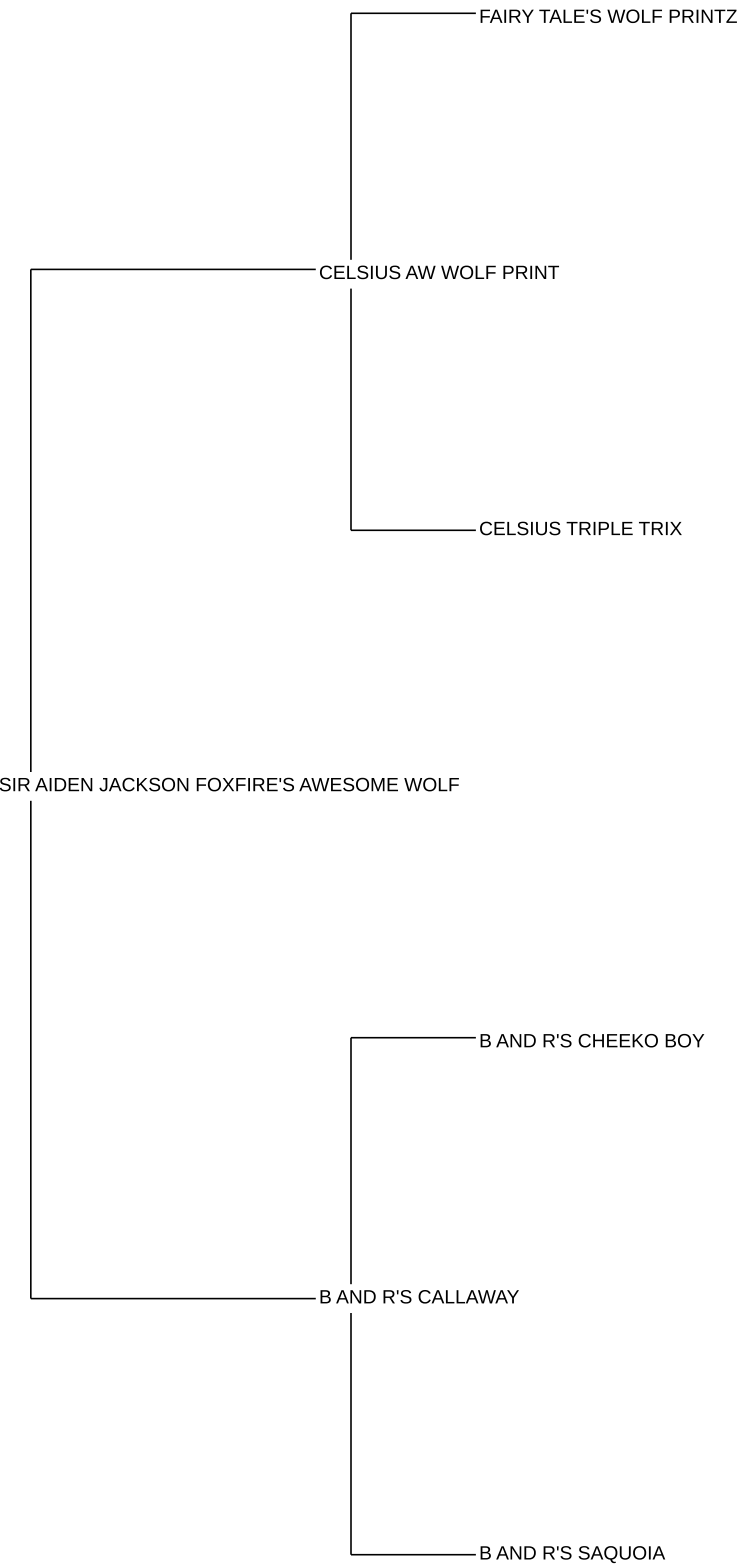 FAIRY TALE'S WOLF PRINTZ
CELSIUS AW WOLF PRINT
CELSIUS TRIPLE TRIX
SIR AIDEN JACKSON FOXFIRE'S AWESOME WOLF
B AND R'S CHEEKO BOY
B AND R'S CALLAWAY
B AND R'S SAQUOIA